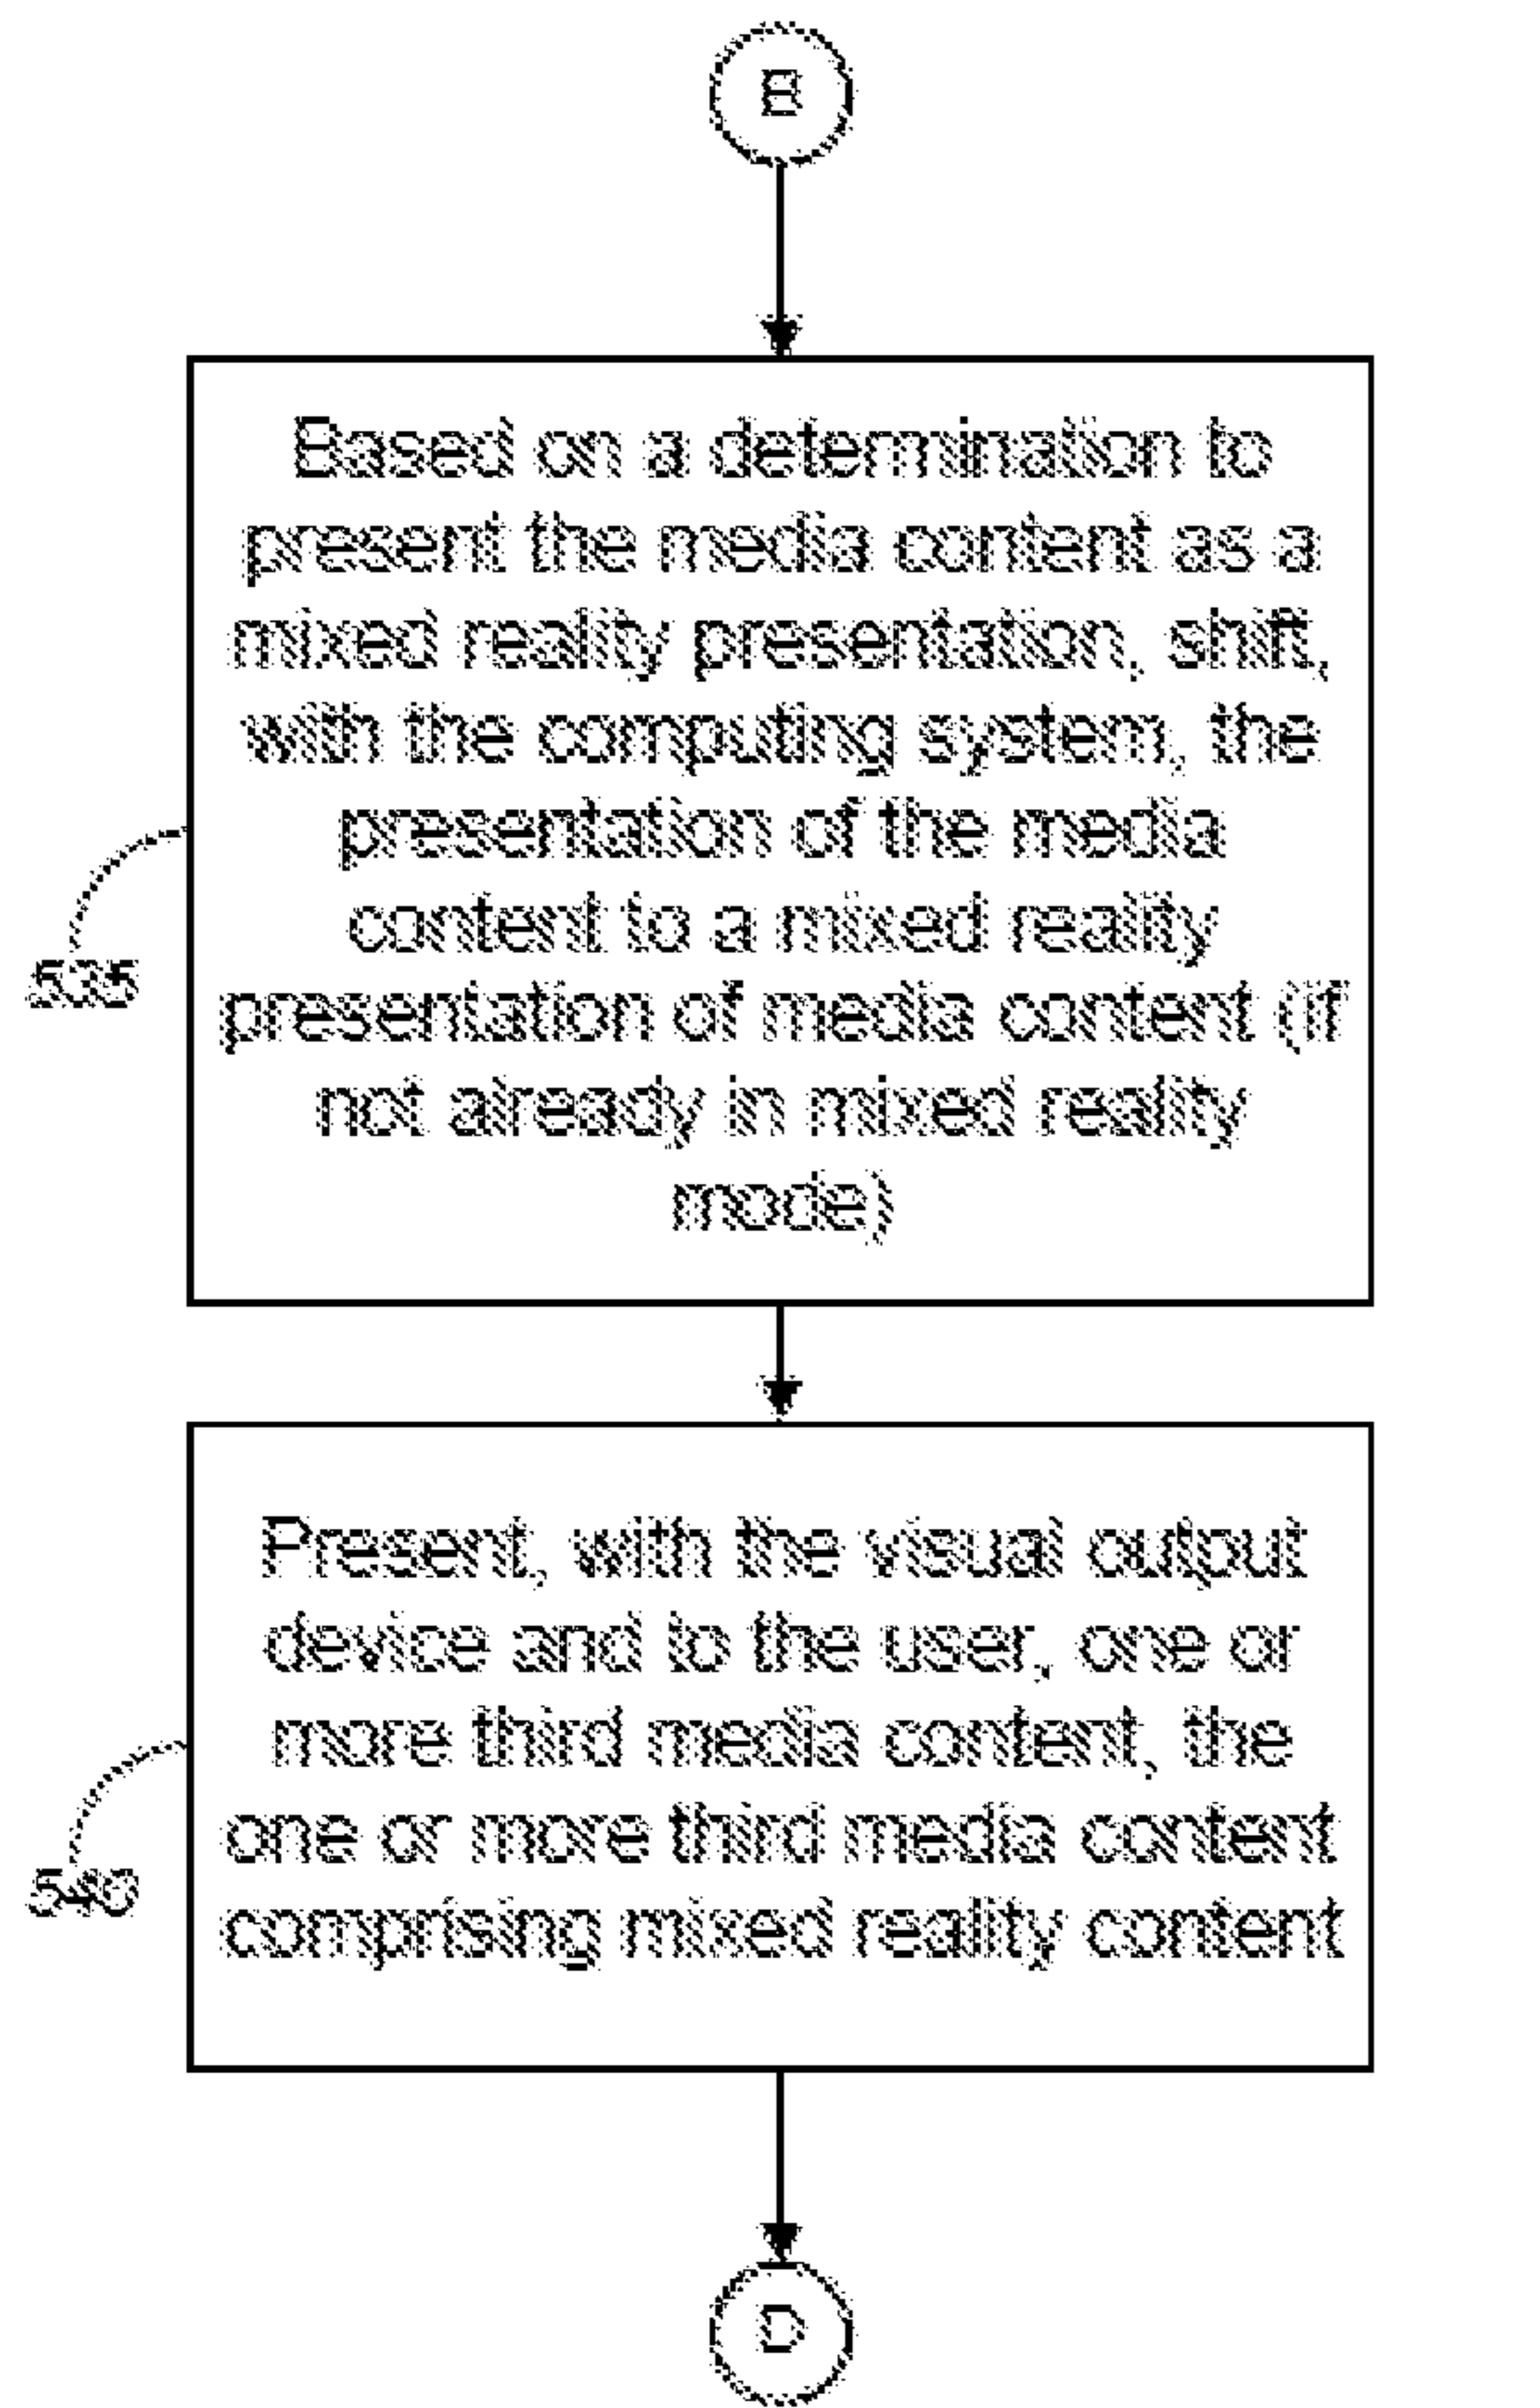 E
Based on a determination to
present the media content as a
mixed reality presentation, shift,
with the computing system, the
presentation of the media
content to a mixed reality
presentation of media content (if
not already in mixed reality
mode)
535
Present, with the visual output
device and to the user, one or
more third media content, the
one or more third media content
comprising mixed reality content
540
D